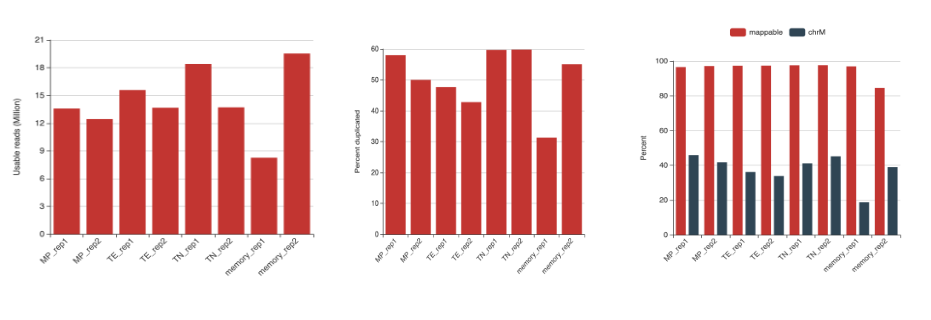 Usable reads (Million)
21
18
15
12
9
6
3
0
MP_rep1
MP_rep2
TE_rep1
TE_rep2
TN_rep1
TN_rep2
memory_rep1
memory_rep2
Percent duplicated
60
50
40
30
20
10
0
MP_rep1
MP_rep2
TE_rep1
TE_rep2
TN_rep1
TN_rep2
memory_rep1
memory_rep2
mappable chrM
Percent
100
80
60
40
20
0
MP_rep1
MP_rep2
TE_rep1
TE_rep2
TN_rep1
TN_rep2
memory_rep1
memory_rep2